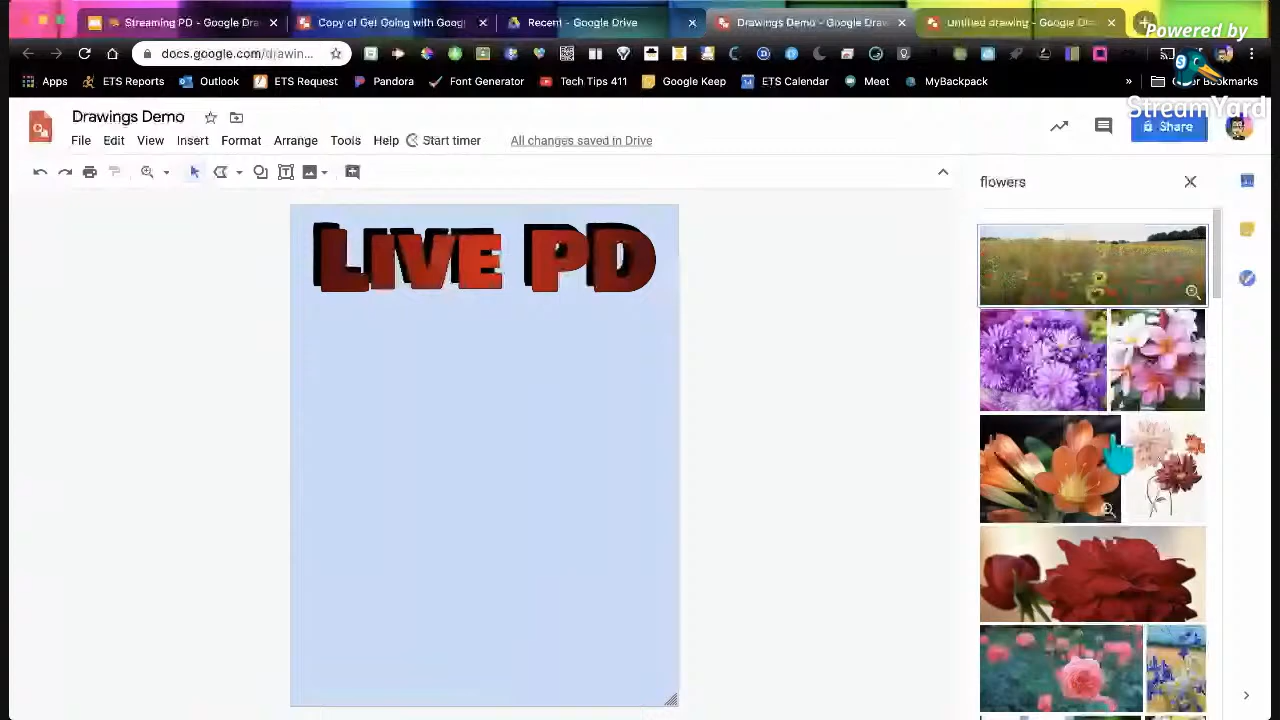 Streaming PD - Google Dra
Copy of Get Going with Goog
Recent - Google Drive
Drawings Demo - Google Draw
Untitled drawing - Google Dra
Powered by
docs.google.com/drawin...
Apps
ETS Reports
Outlook
ETS Request
Pandora
Font Generator
Tech Tips 411
Google Keep
ETS Calendar
Meet
MyBackpack
»
Other Bookmarks
StreamYard
Drawings Demo
File
Edit
View
Insert
Format
Arrange
Tools
Help
Start timer
All changes saved in Drive
Share
flowers
LIVE PD